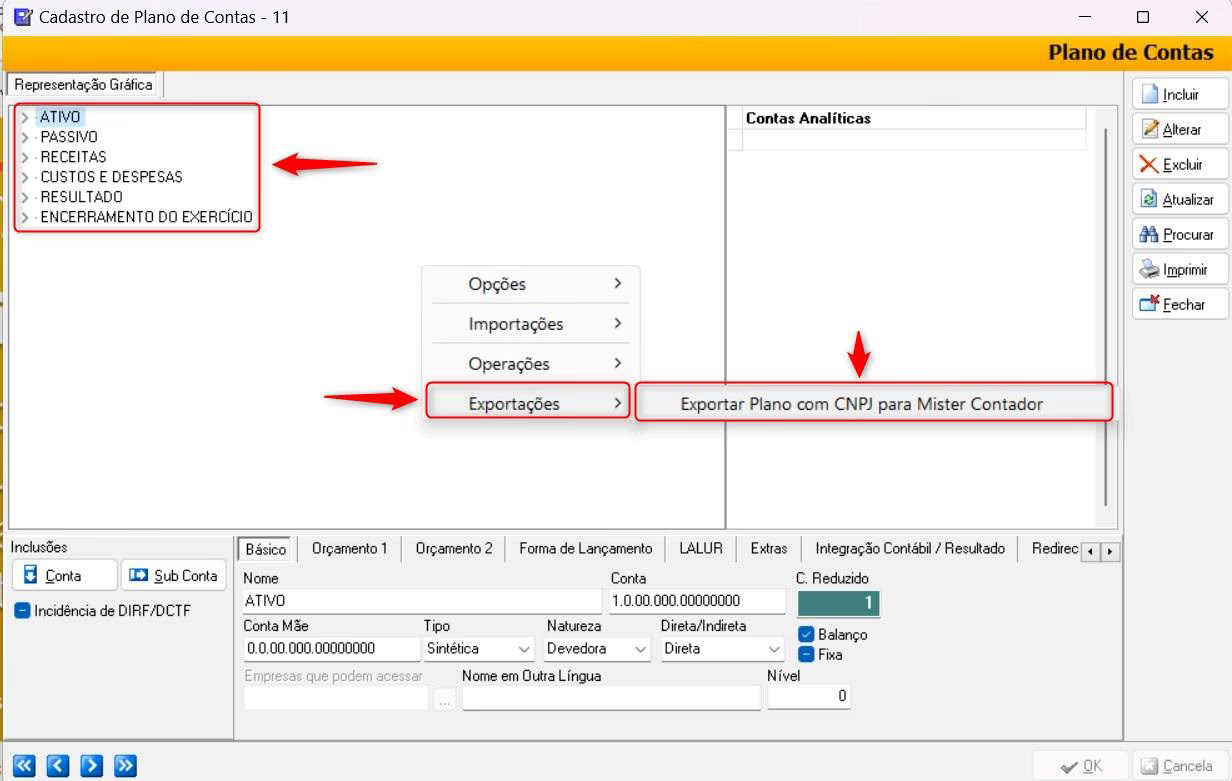 Cadastro de Plano de Contas - 11
Plano de Contas
Representação Gráfica
ATIVO
PASSIVO
RECEITAS
CUSTOS E DESPESAS
RESULTADO
ENCERRAMENTO DO EXERCÍCIO
Contas Analíticas
Incluir
Alterar
Excluir
Atualizar
Procurar
Imprimir
Fechar
Opções
Importações
Operações
Exportações
Exportar Plano com CNPJ para Mister Contador
Inclusões
Conta Sub Conta
Incidência de DIRF/DCTF
Básico Orçamento 1 Orçamento 2 Forma de Lançamento LALUR Extras Integração Contábil / Resultado Redirec
Nome Conta C. Reduzido
ATIVO 1.0.00.000.00000000 1
Conta Mãe Tipo Natureza Direta/Indireta Balanço
0.0.00.000.00000000 Sintética Devedora Direta Fixa
Empresas que podem acessar Nome em Outra Língua Nível
... 0
OK Cancela